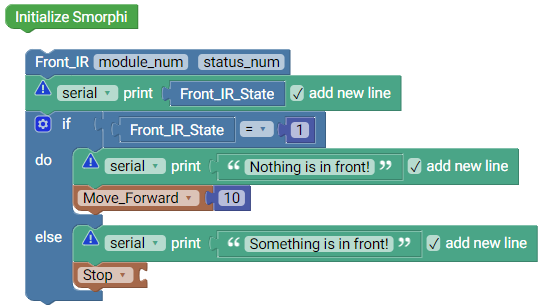 Initialize Smorphi
Front_IR module_num status_num
serial print Front_IR_State add new line
if Front_IR_State = 1
do serial print “ Nothing is in front! ” add new line
Move_Forward 10
else serial print “ Something is in front! ” add new line
Stop